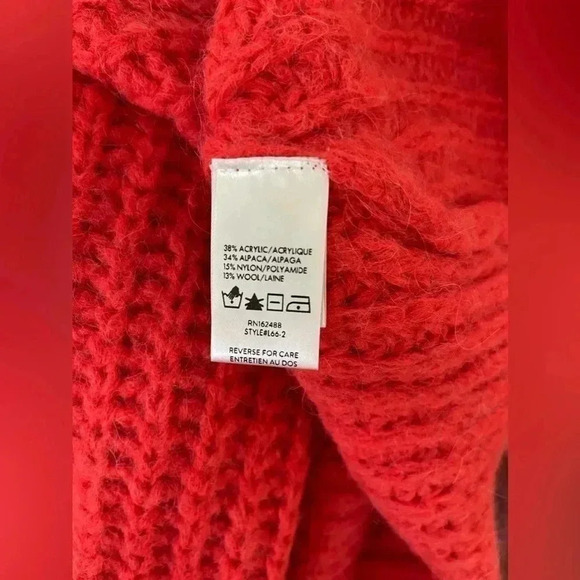 38% ACRYLIC/ACRYLIQUE
34% ALPACA/ALPAGA
15% NYLON/POLYAMIDE
13% WOOL/LAINE
RN162488
STYLE#L66-2
REVERSE FOR CARE
ENTRETIEN AU DOS